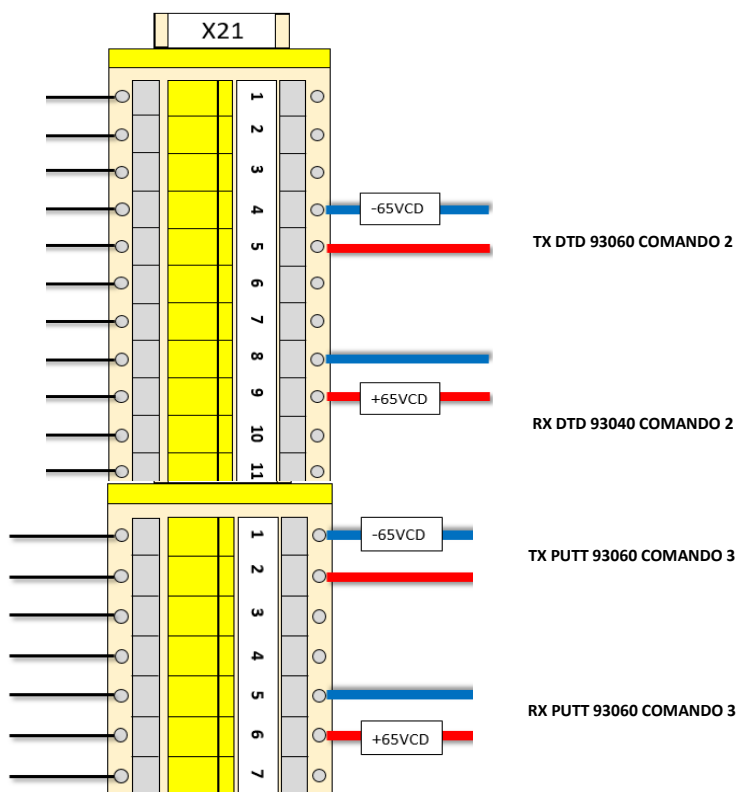 X21
1
2
3
4
-65VCD
5
TX DTD 93060 COMANDO 2
6
7
8
9
+65VCD
RX DTD 93040 COMANDO 2
10
11
1
-65VCD
TX PUTT 93060 COMANDO 3
2
3
4
5
RX PUTT 93060 COMANDO 3
6
+65VCD
7